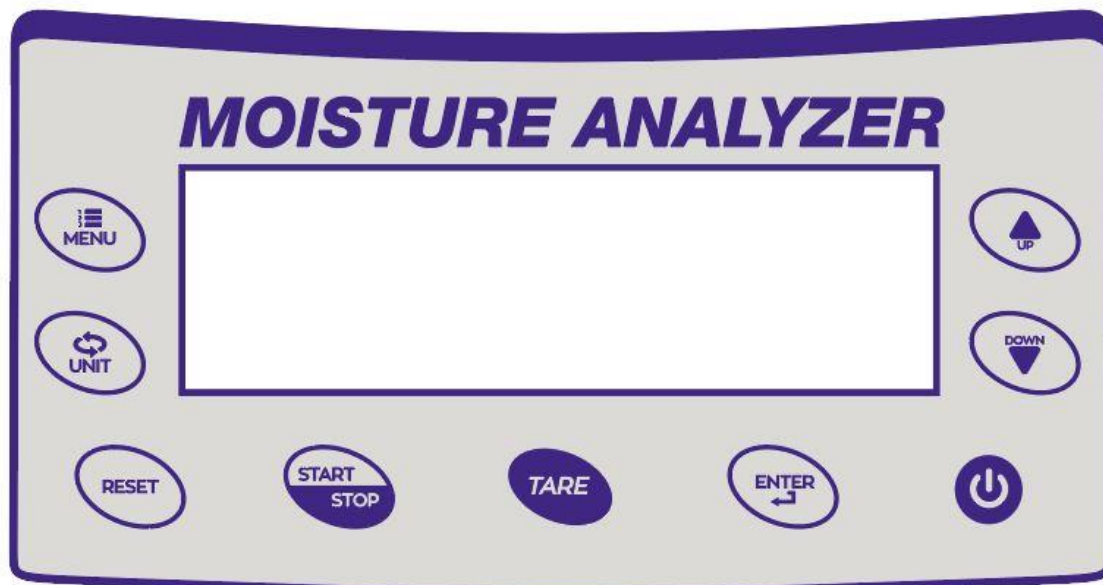 MOISTURE ANALYZER
MENU
UP
UNIT
DOWN
RESET
START
STOP
TARE
ENTER